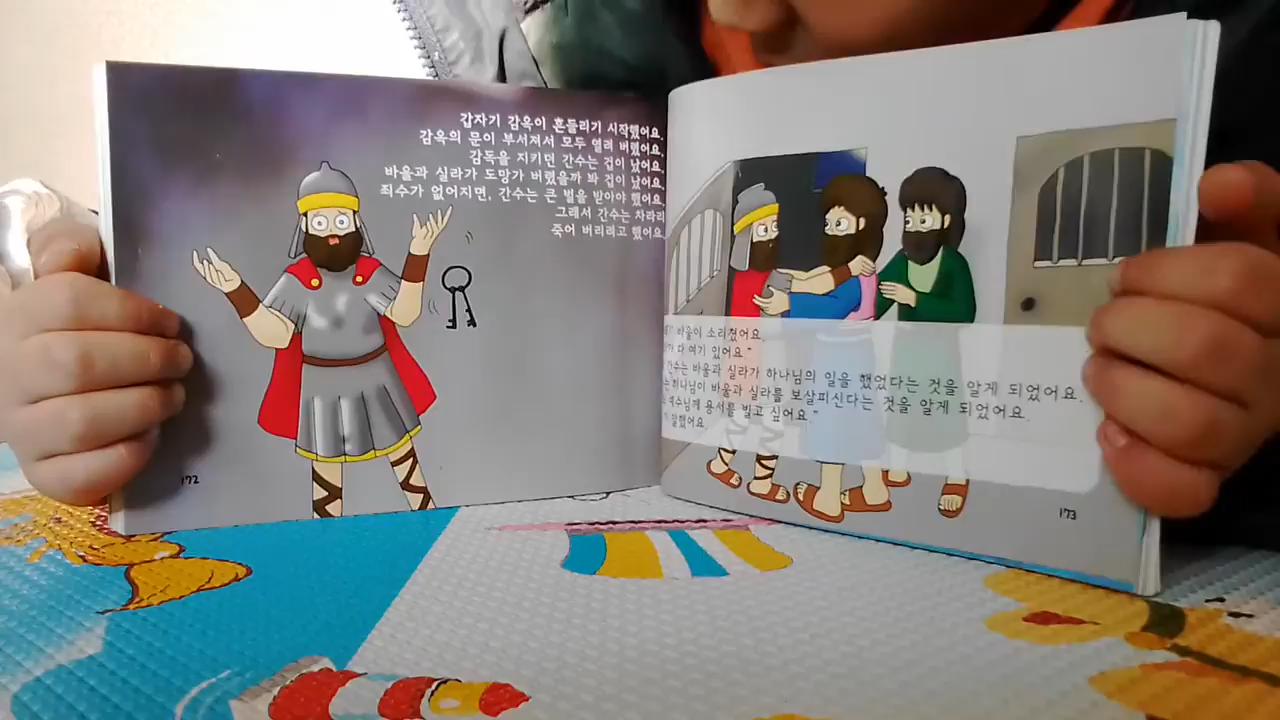 갑자기 감옥이 흔들리기 시작했어요.
감옥의 문이 부서져서 모두 열려 버렸어요.
감독을 지키던 간수는 겁이 났어요.
바울과 실라가 도망가 버렸을까 봐 겁이 났어요.
죄수가 없어지면, 간수는 큰 벌을 받아야 했어요.
그래서 간수는 차라리
죽어 버리려고 했어요.
172
바울이 소리쳤어요.
다 여기 있어요."
간수는 바울과 실라가 하나님의 일을 했었다는 것을 알게 되었어요.
하나님이 바울과 실라를 보살피신다는 것을 알게 되었어요.
예수님께 용서를 빌고 싶어요."
말했어요.
173